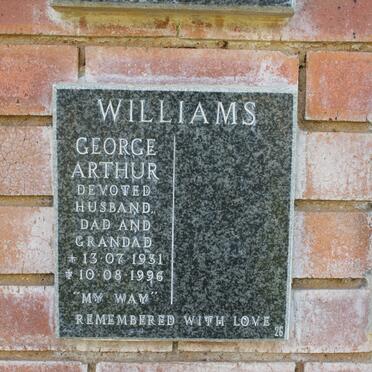 WILLIAMS
GEORGE
ARTHUR
DEVOTED
HUSBAND,
DAD AND
GRANDAD
* 13·07·1931
✝ 10·08·1996
"MY WAY"
REMEMBERED WITH LOVE
26